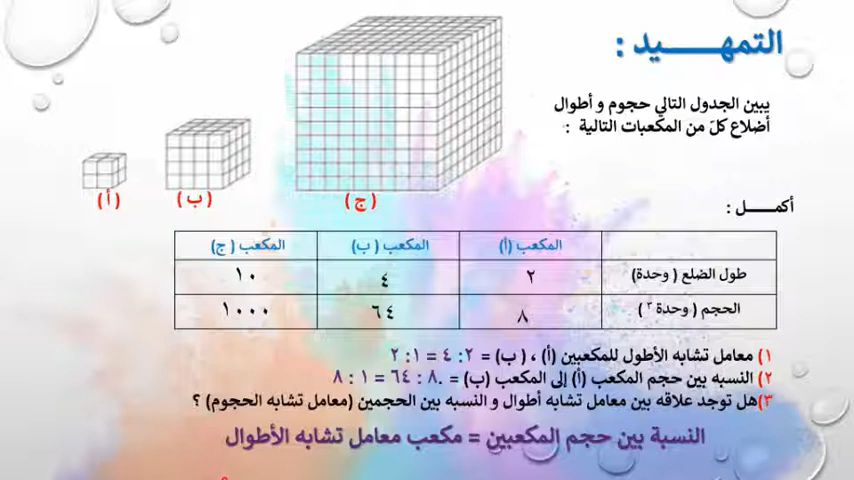 التمهـــــــيد :
يبين الجدول التالي حجوم و أطوال
أضلاع كلّ من المكعبات التالية :
( أ ) ( ب ) ( ج )
أكمـــــل :
المكعب (أ) المكعب ( ب) المكعب ( ج)
طول الضلع ( وحدة) ٢ ٤ ١٠
الحجم ( وحدة ٣ ) ٨ ٦٤ ١٠٠٠
١) معامل تشابه الأطول للمكعبين (أ) ، ( ب) = ٢: ٤ = ١: ٢
٢) النسبه بين حجم المكعب (أ) إلى المكعب (ب) = .٨ : ٦٤ = ١ : ٨
٣)هل توجد علاقه بين معامل تشابه أطوال و النسبه بين الحجمين (معامل تشابه الحجوم) ؟
النسبة بين حجم المكعبين = مكعب معامل تشابه الأطوال